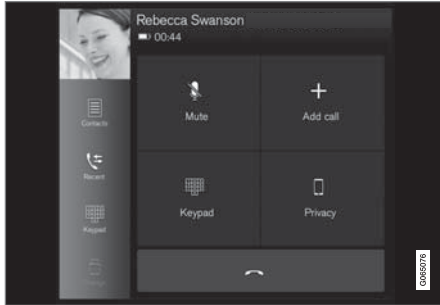 Rebecca Swanson
00:44
Contacts
Recent
Keypad
Mute
Add call
Keypad
Privacy
G065076